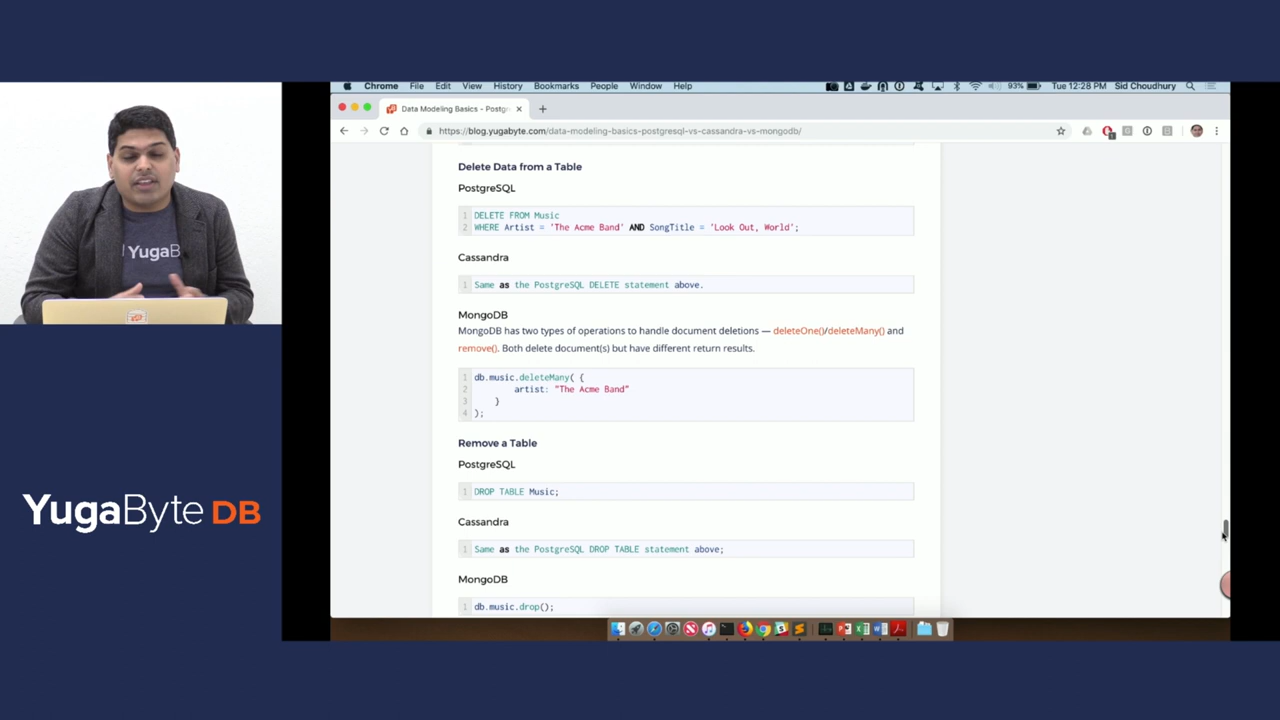 Chrome File Edit View History Bookmarks People Window Help 93% Tue 12:28 PM Sid Choudhury
Data Modeling Basics - Postgr
https://blog.yugabyte.com/data-modeling-basics-postgresql-vs-cassandra-vs-mongodb/
Delete Data from a Table
PostgreSQL
1 DELETE FROM Music
2 WHERE Artist = 'The Acme Band' AND SongTitle = 'Look Out, World';
Cassandra
1 Same as the PostgreSQL DELETE statement above.
MongoDB
MongoDB has two types of operations to handle document deletions — deleteOne()/deleteMany() and
remove(). Both delete document(s) but have different return results.
1 db.music.deleteMany( {
2 artist: "The Acme Band"
3 }
4 );
Remove a Table
PostgreSQL
1 DROP TABLE Music;
Cassandra
1 Same as the PostgreSQL DROP TABLE statement above;
MongoDB
1 db.music.drop();
YugaB
YugaByte DB